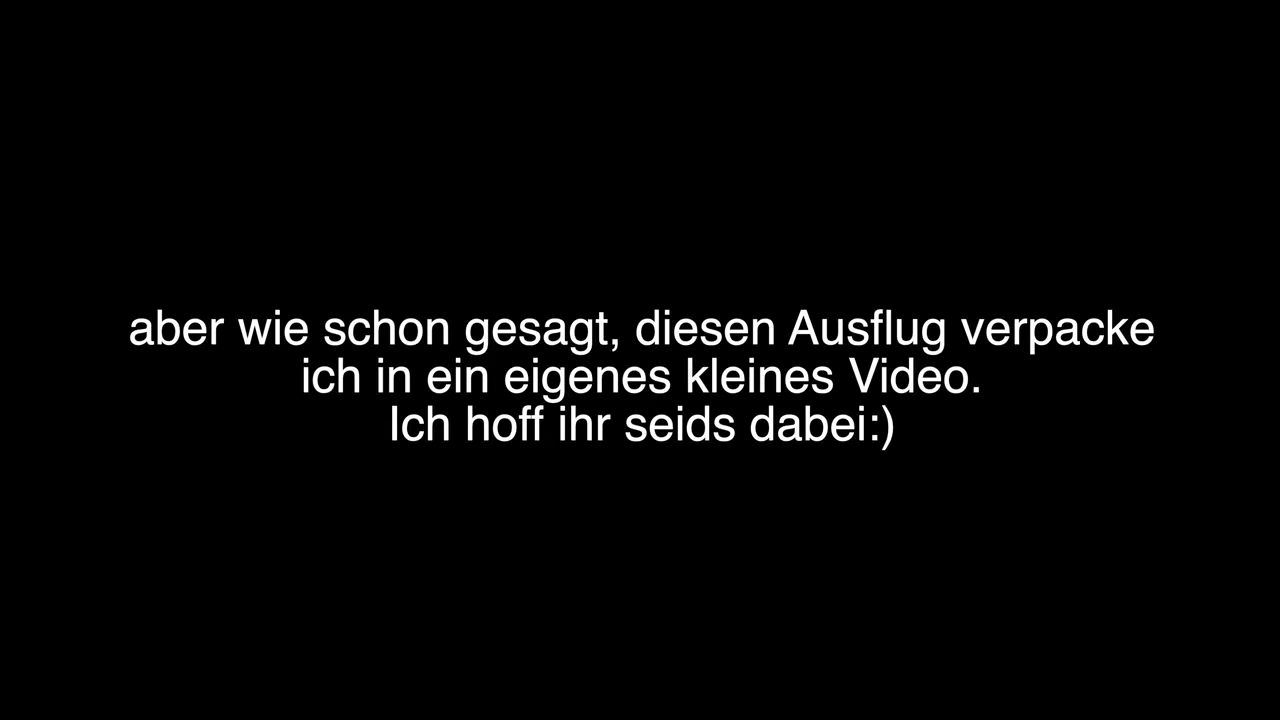 aber wie schon gesagt, diesen Ausflug verpacke
ich in ein eigenes kleines Video.
Ich hoff ihr seids dabei:)